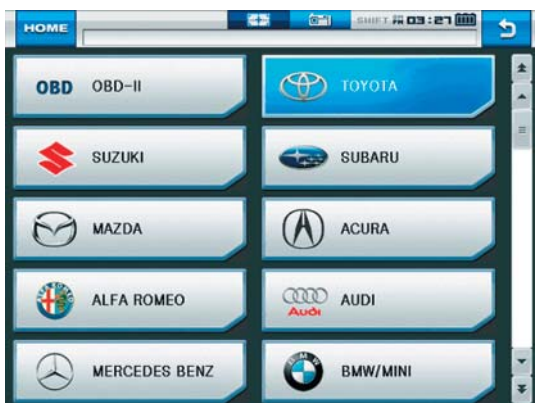 HOME SHIFT 03:27
OBD OBD-II TOYOTA
SUZUKI SUBARU
MAZDA ACURA
ALFA ROMEO Audi AUDI
MERCEDES BENZ BMW BMW/MINI